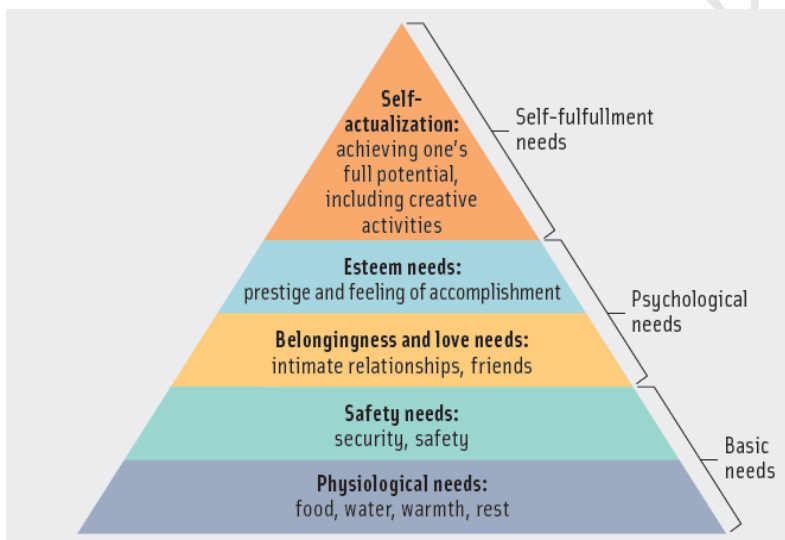 Self-
actualization:
achieving one's
full potential,
including creative
activities
Self-fulfullment
needs
Esteem needs:
prestige and feeling of accomplishment
Psychological
needs
Belongingness and love needs:
intimate relationships, friends
Safety needs:
security, safety
Basic
needs
Physiological needs:
food, water, warmth, rest